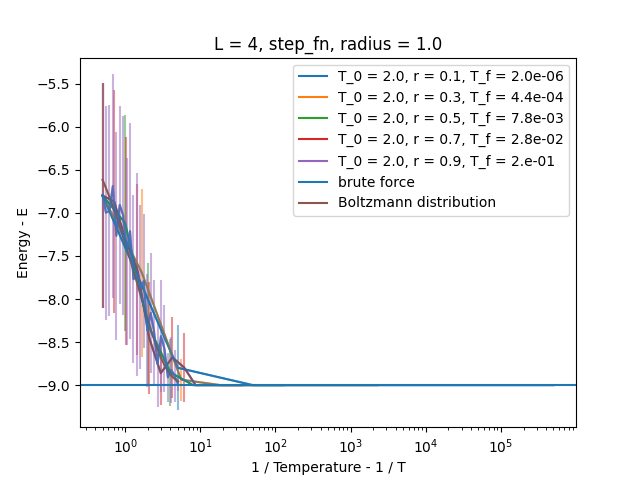 L = 4, step_fn, radius = 1.0
T_0 = 2.0, r = 0.1, T_f = 2.0e-06
T_0 = 2.0, r = 0.3, T_f = 4.4e-04
T_0 = 2.0, r = 0.5, T_f = 7.8e-03
T_0 = 2.0, r = 0.7, T_f = 2.8e-02
T_0 = 2.0, r = 0.9, T_f = 2.e-01
brute force
Boltzmann distribution
Energy - E
−5.5
−6.0
−6.5
−7.0
−7.5
−8.0
−8.5
−9.0
10⁰ 10¹ 10² 10³ 10⁴ 10⁵
1 / Temperature - 1 / T